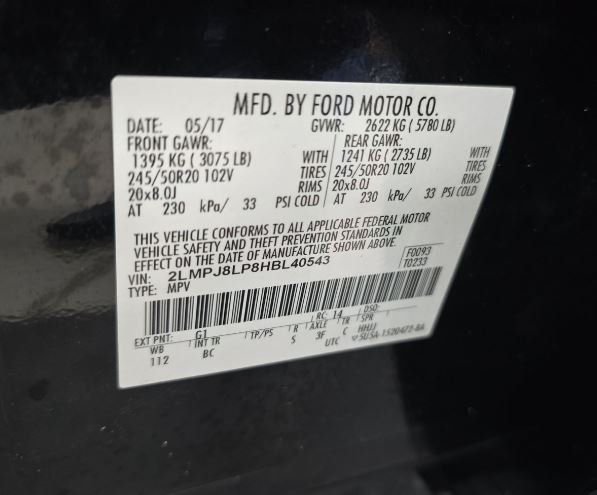 MFD. BY FORD MOTOR CO.
DATE: 05/17 GVWR: 2622 KG ( 5780 LB)
FRONT GAWR: REAR GAWR:
1395 KG ( 3075 LB) WITH 1241 KG ( 2735 LB) WITH
245/50R20 102V TIRES 245/50R20 102V TIRES
20x8.0J RIMS 20x8.0J RIMS
AT 230 kPa/ 33 PSI COLD AT 230 kPa/ 33 PSI COLD
THIS VEHICLE CONFORMS TO ALL APPLICABLE FEDERAL MOTOR
VEHICLE SAFETY AND THEFT PREVENTION STANDARDS IN
EFFECT ON THE DATE OF MANUFACTURE SHOWN ABOVE.
VIN: 2LMPJ8LP8HBL40543 F0093
TYPE: MPV T0233
EXT PNT: G1 RC: 14 DSO:
WB INT TR TP/PS R AXLE TR SPR
112 BC S 3F C HHJJ
UTC